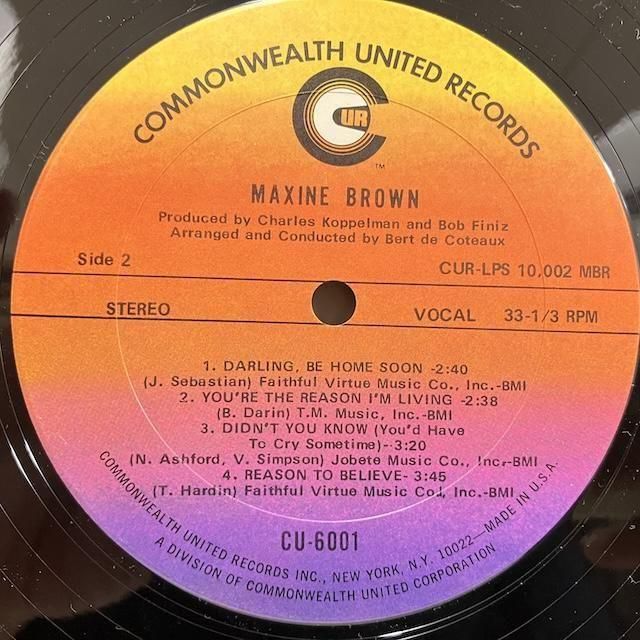 COMMONWEALTH UNITED RECORDS
CUR
TM
MAXINE BROWN
Produced by Charles Koppelman and Bob Finiz
Arranged and Conducted by Bert de Coteaux
Side 2
CUR-LPS 10,002 MBR
STEREO
VOCAL 33-1/3 RPM
1. DARLING, BE HOME SOON -2:40
(J. Sebastian) Faithful Virtue Music Co., Inc.-BMI
2. YOU'RE THE REASON I'M LIVING -2:38
(B. Darin) T.M. Music, Inc.-BMI
3. DIDN'T YOU KNOW (You'd Have
To Cry Sometime)--3:20
(N. Ashford, V. Simpson) Jobete Music Co., Inc.-BMI
4. REASON TO BELIEVE- 3:45
(T. Hardin) Faithful Virtue Music Co., Inc.-BMI
CU-6001
COMMONWEALTH UNITED RECORDS INC., NEW YORK, N.Y. 10022—MADE IN U.S.A.
A DIVISION OF COMMONWEALTH UNITED CORPORATION